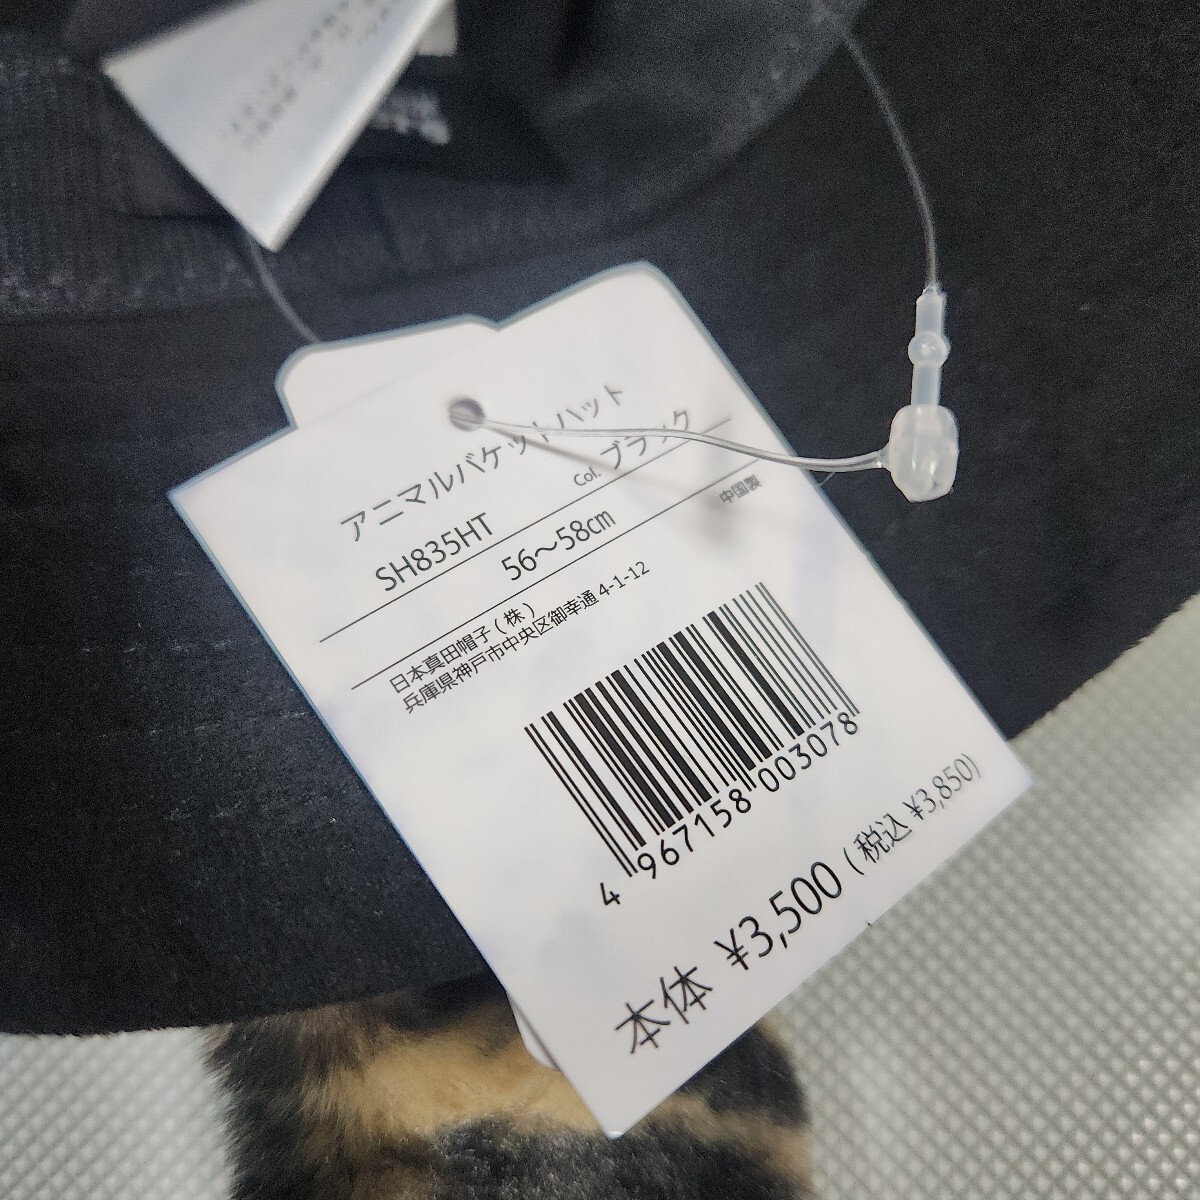 アニマルバケットハット
SH835HT Col. ブラック
56～58㎝ 中国製
日本真田帽子(株)
兵庫県神戸市中央区御幸通 4-1-12
4 967158 003078
本体 ¥3,500 (税込 ¥3,850)